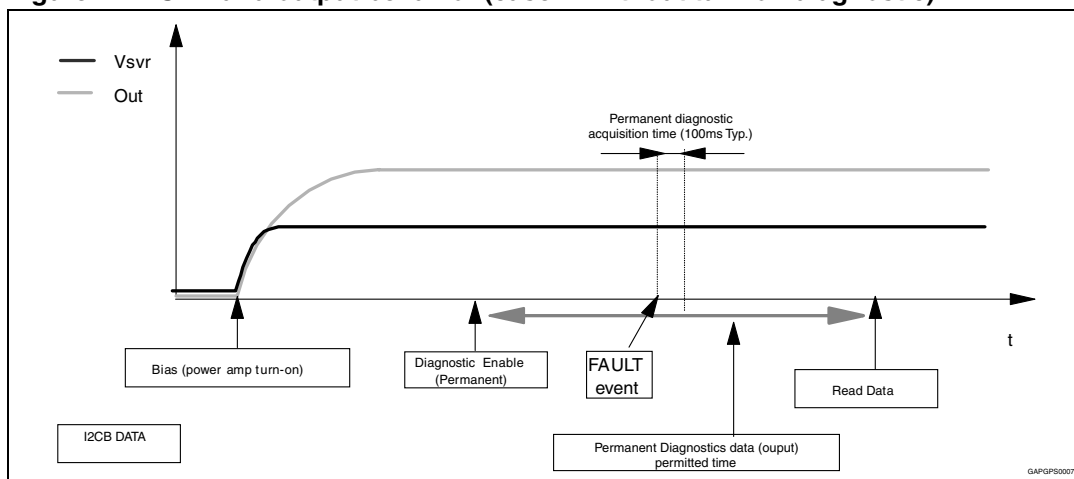 Vsvr
Out
Permanent diagnostic
acquisition time (100ms Typ.)
t
Bias (power amp turn-on)
Diagnostic Enable
(Permanent)
FAULT
event
Read Data
I2CB DATA
Permanent Diagnostics data (ouput)
permitted time
GAPGPS0007